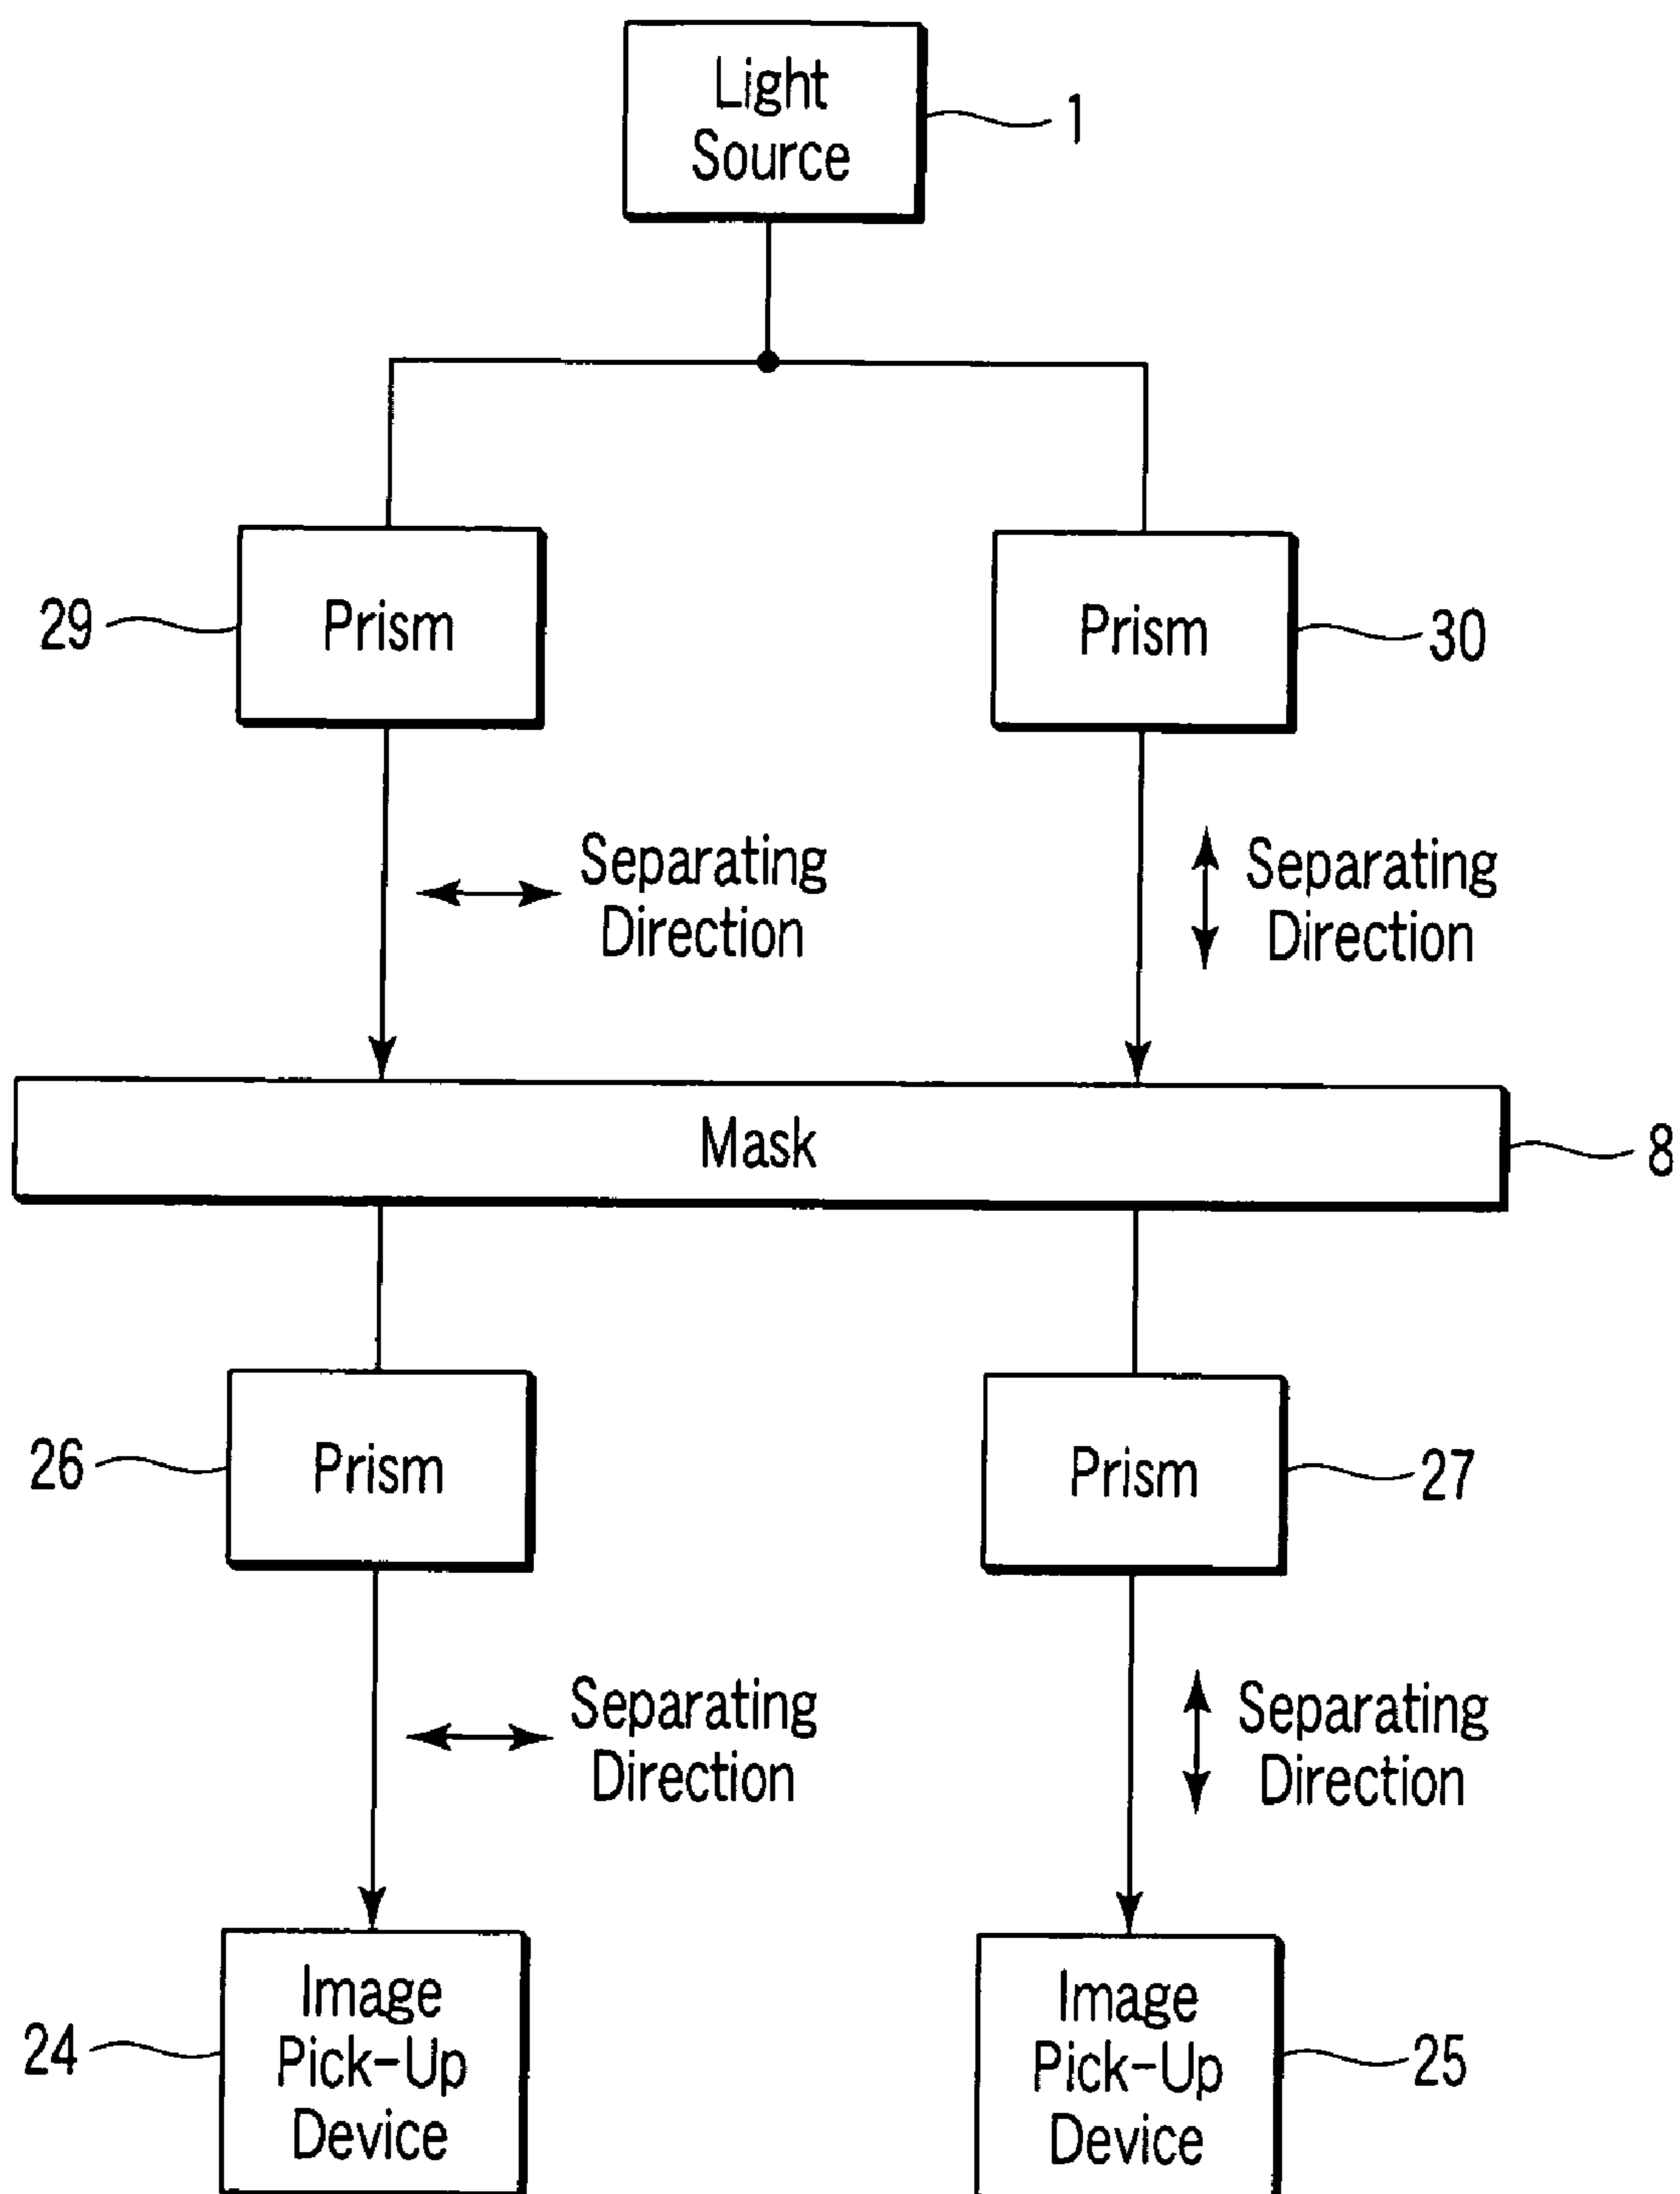 Light
Source
1
29
Prism
Prism
30
Separating
Direction
Separating
Direction
Mask
8
26
Prism
Prism
27
Separating
Direction
Separating
Direction
24
Image
Pick-Up
Device
Image
Pick-Up
Device
25